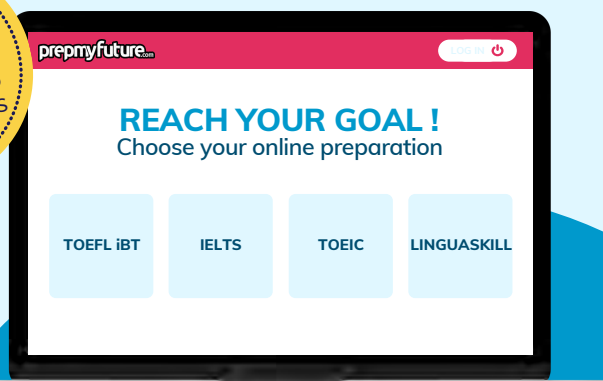 prepmyfuture.com
LOG IN
REACH YOUR GOAL !
Choose your online preparation
TOEFL iBT
IELTS
TOEIC
LINGUASKILL